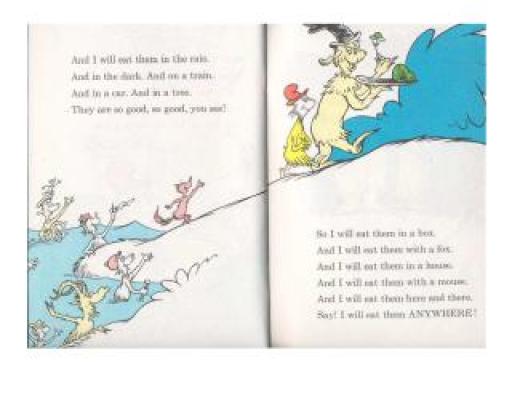 And I will eat them in the rain.
And in the dark. And on a train.
And in a car. And in a tree.
They are so good, so good, you see!
So I will eat them in a box.
And I will eat them with a fox.
And I will eat them in a house.
And I will eat them with a mouse.
And I will eat them here and there.
Say! I will eat them ANYWHERE!